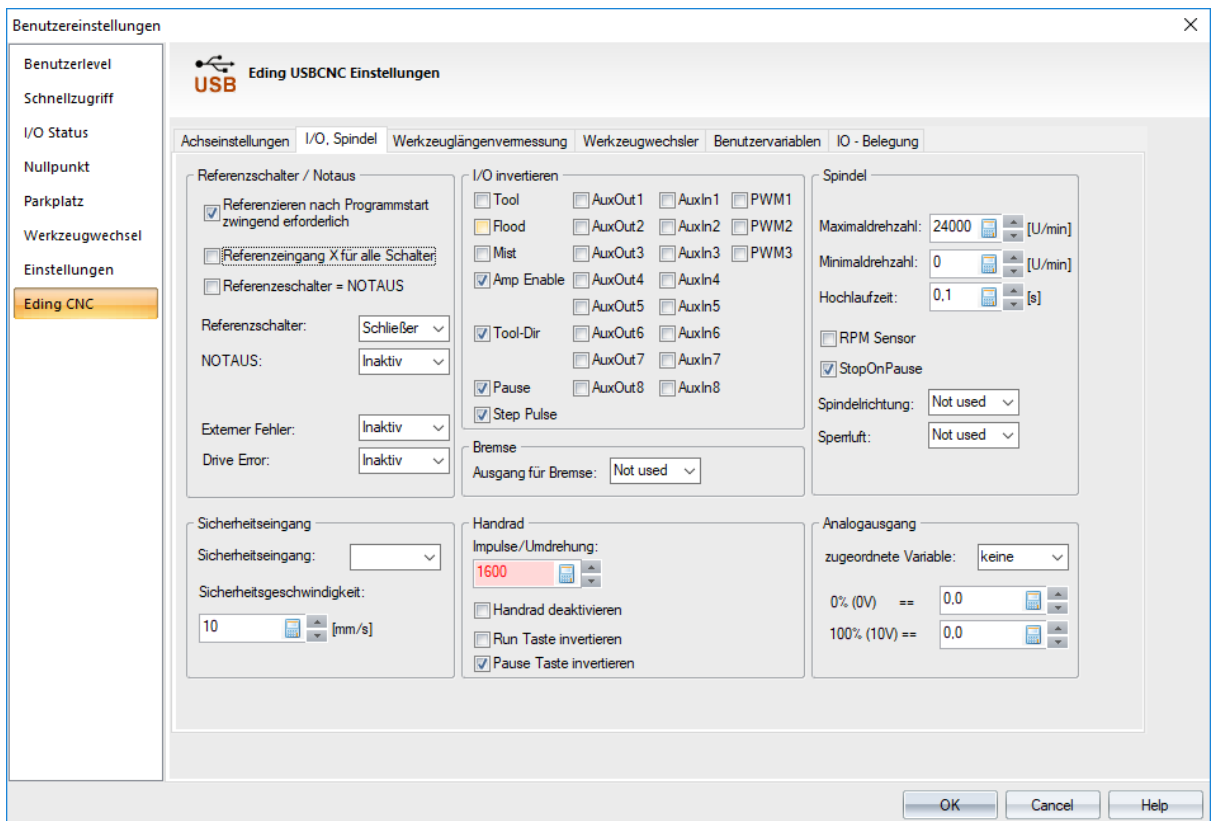 Benutzereinstellungen
Benutzerlevel
Schnellzugriff
I/O Status
Nullpunkt
Parkplatz
Werkzeugwechsel
Einstellungen
Eding CNC
USB
Eding USBCNC Einstellungen
Achseinstellungen I/O, Spindel Werkzeuglängenvermessung Werkzeugwechsler Benutzervariablen IO - Belegung
Referenzschalter / Notaus
Referenzieren nach Programmstart
zwingend erforderlich
Referenzeingang X für alle Schalter
Referenzeschalter = NOTAUS
Referenzschalter: Schließer
NOTAUS: Inaktiv
Externer Fehler: Inaktiv
Drive Error: Inaktiv
I/O invertieren
Tool AuxOut1 AuxIn1 PWM1
Flood AuxOut2 AuxIn2 PWM2
Mist AuxOut3 AuxIn3 PWM3
Amp Enable AuxOut4 AuxIn4
AuxOut5 AuxIn5
Tool-Dir AuxOut6 AuxIn6
AuxOut7 AuxIn7
Pause AuxOut8 AuxIn8
Step Pulse
Bremse
Ausgang für Bremse: Not used
Spindel
Maximaldrehzahl: 24000 [U/min]
Minimaldrehzahl: 0 [U/min]
Hochlaufzeit: 0,1 [s]
RPM Sensor
StopOnPause
Spindelrichtung: Not used
Sperrluft: Not used
Sicherheitseingang
Sicherheitseingang:
Sicherheitsgeschwindigkeit:
10 [mm/s]
Handrad
Impulse/Umdrehung:
1600
Handrad deaktivieren
Run Taste invertieren
Pause Taste invertieren
Analogausgang
zugeordnete Variable: keine
0% (0V) == 0,0
100% (10V) == 0,0
OK Cancel Help